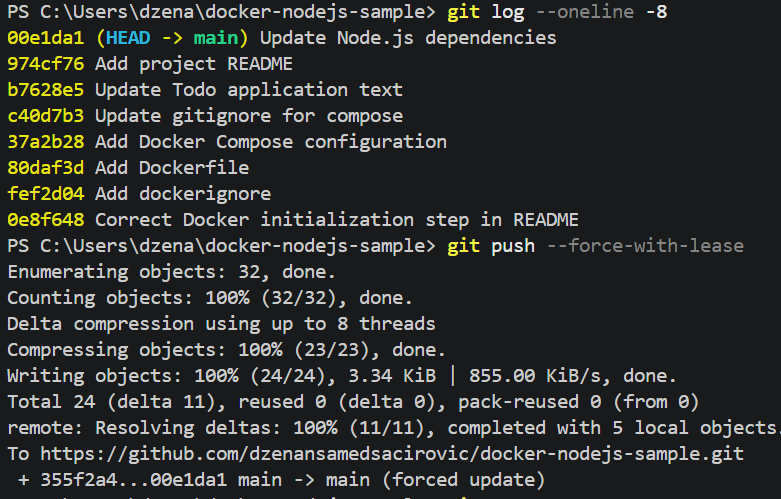 PS C:\Users\dzena\docker-nodejs-sample> git log --oneline -8
00e1da1 (HEAD -> main) Update Node.js dependencies
974cf76 Add project README
b7628e5 Update Todo application text
c40d7b3 Update gitignore for compose
37a2b28 Add Docker Compose configuration
80daf3d Add Dockerfile
fef2d04 Add dockerignore
0e8f648 Correct Docker initialization step in README
PS C:\Users\dzena\docker-nodejs-sample> git push --force-with-lease
Enumerating objects: 32, done.
Counting objects: 100% (32/32), done.
Delta compression using up to 8 threads
Compressing objects: 100% (23/23), done.
Writing objects: 100% (24/24), 3.34 KiB | 855.00 KiB/s, done.
Total 24 (delta 11), reused 0 (delta 0), pack-reused 0 (from 0)
remote: Resolving deltas: 100% (11/11), completed with 5 local objects.
To https://github.com/dzenansamedsacirovic/docker-nodejs-sample.git
 + 355f2a4...00e1da1 main -> main (forced update)